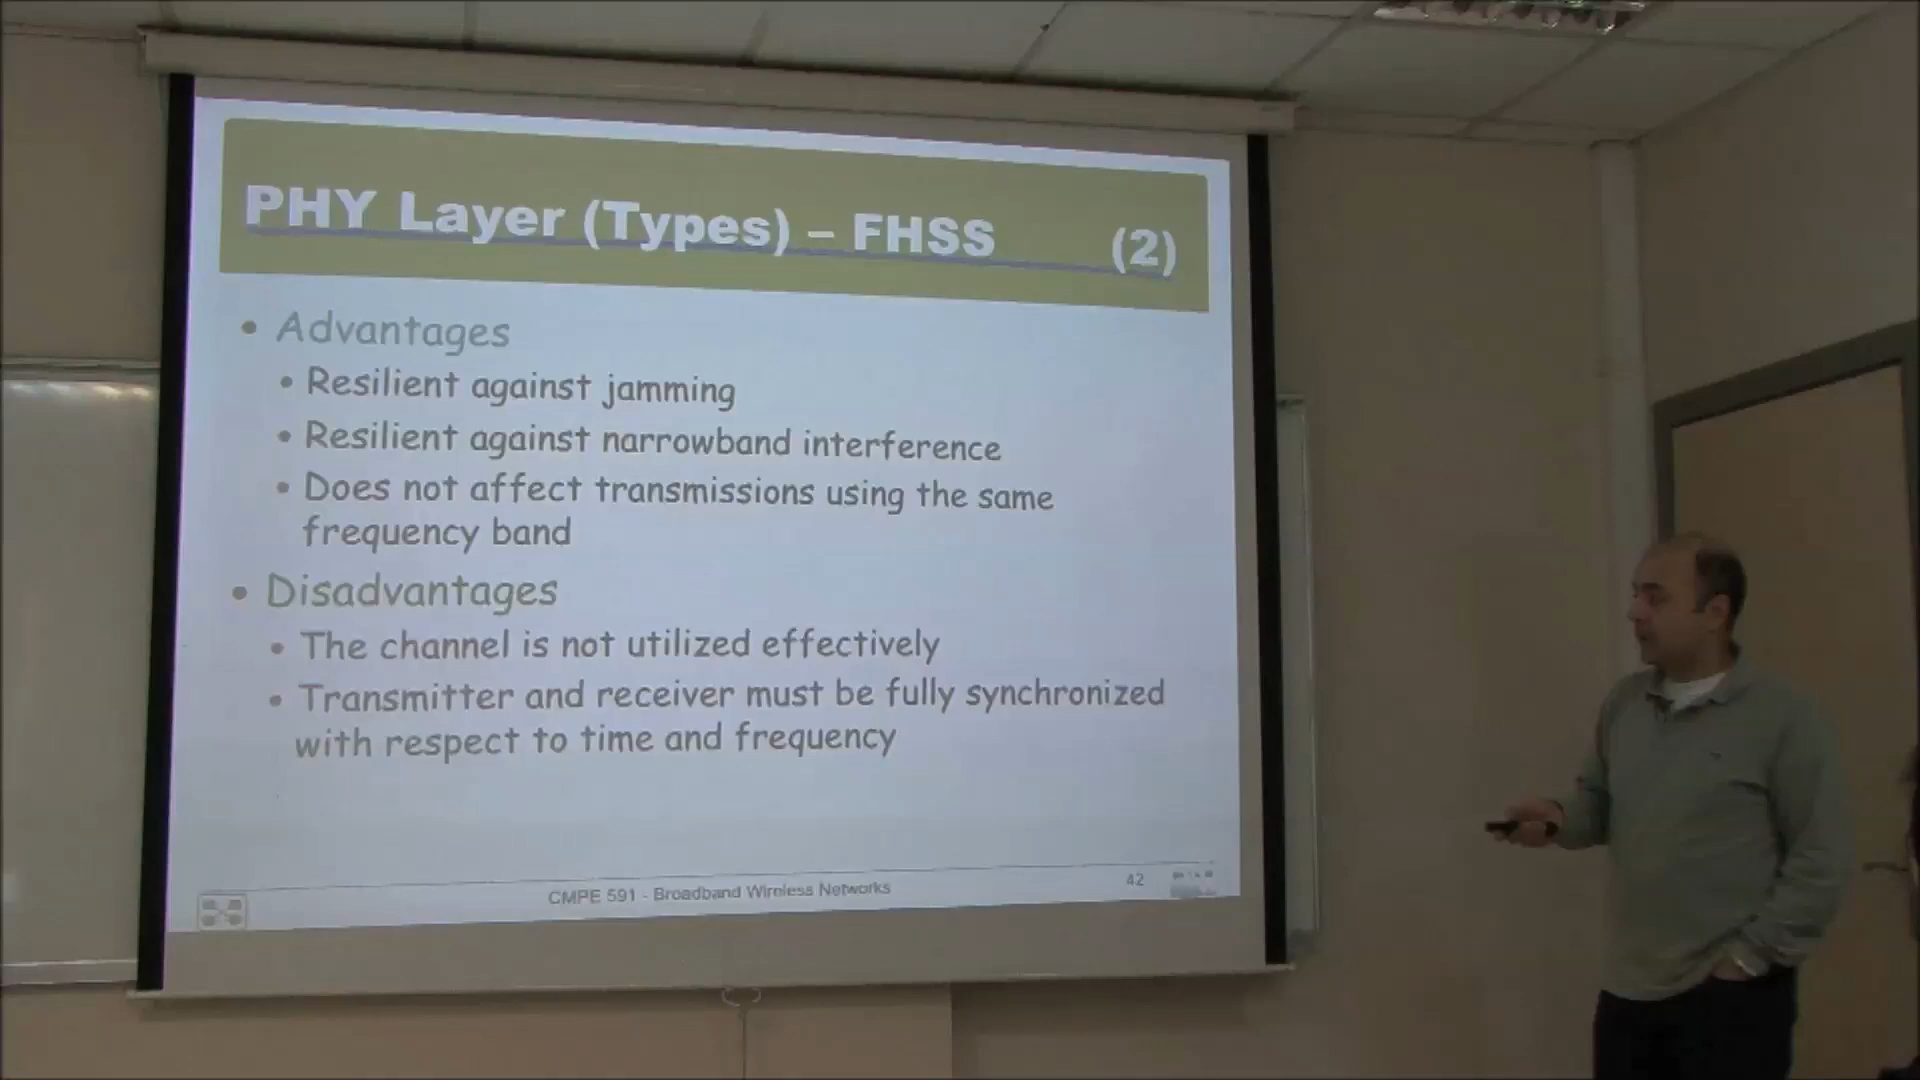 PHY Layer (Types) – FHSS (2)
• Advantages
• Resilient against jamming
• Resilient against narrowband interference
• Does not affect transmissions using the same
frequency band
• Disadvantages
• The channel is not utilized effectively
• Transmitter and receiver must be fully synchronized
with respect to time and frequency
CMPE 591 - Broadband Wireless Networks 42